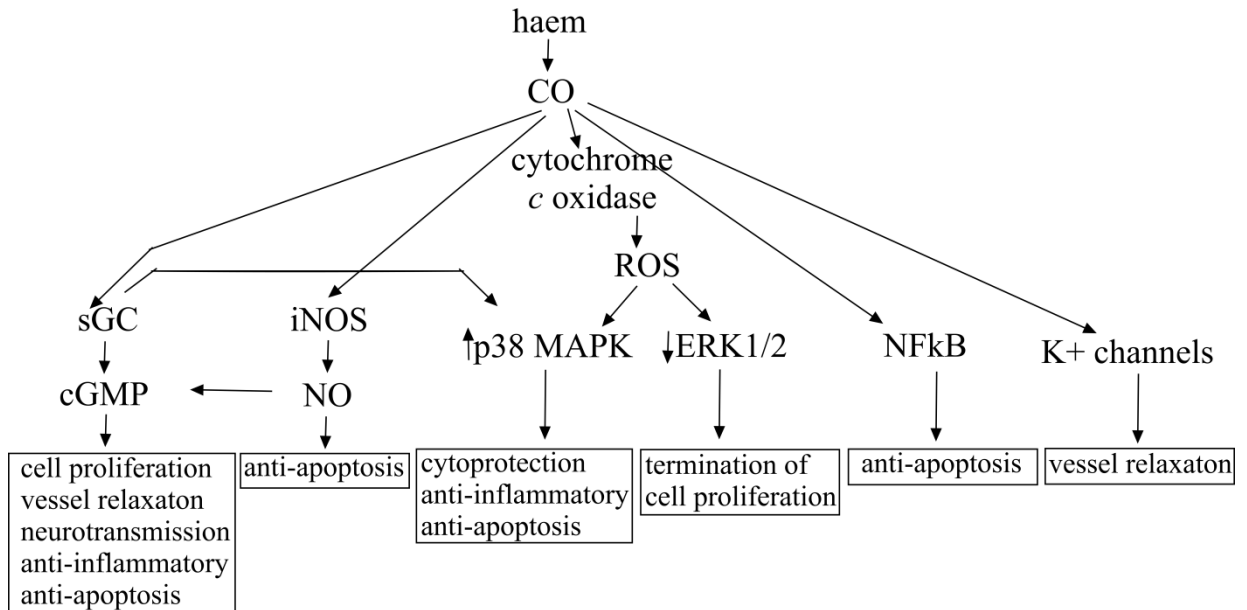 haem
CO
cytochrome
c oxidase
ROS
sGC
iNOS
p38 MAPK
ERK1/2
NFkB
K+ channels
cGMP
NO
cell proliferation
vessel relaxaton
neurotransmission
anti-inflammatory
anti-apoptosis
anti-apoptosis
cytoprotection
anti-inflammatory
anti-apoptosis
termination of
cell proliferation
anti-apoptosis
vessel relaxaton